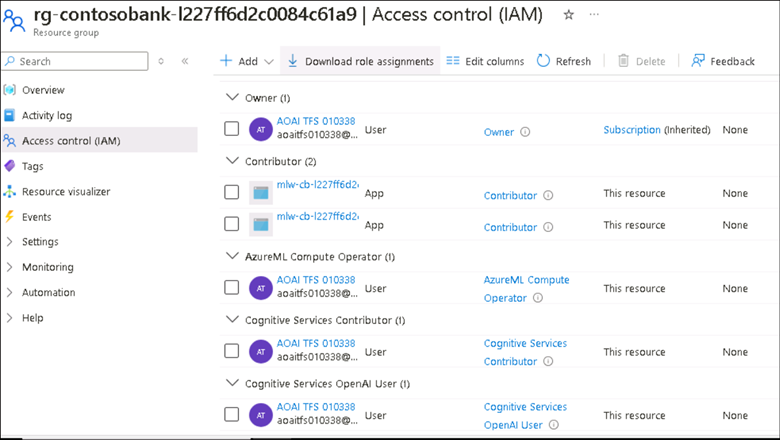 rg-contosobank-l227ff6d2c0084c61a9 | Access control (IAM)
Resource group
Search
Add
Download role assignments
Edit columns
Refresh
Delete
Feedback
Overview
Activity log
Access control (IAM)
Tags
Resource visualizer
Events
Settings
Monitoring
Automation
Help
Owner (1)
AT AOAI TFS 010338 User Owner Subscription (Inherited) None
aoaitfs010338@...
Contributor (2)
mlw-cb-l227ff6d2 App Contributor This resource None
mlw-cb-l227ff6d2 App Contributor This resource None
AzureML Compute Operator (1)
AT AOAI TFS 010338 User AzureML Compute This resource None
aoaitfs010338@... Operator
Cognitive Services Contributor (1)
AT AOAI TFS 010338 User Cognitive Services This resource None
aoaitfs010338@... Contributor
Cognitive Services OpenAI User (1)
AT AOAI TFS 010338 User Cognitive Services This resource None
aoaitfs010338@... OpenAI User